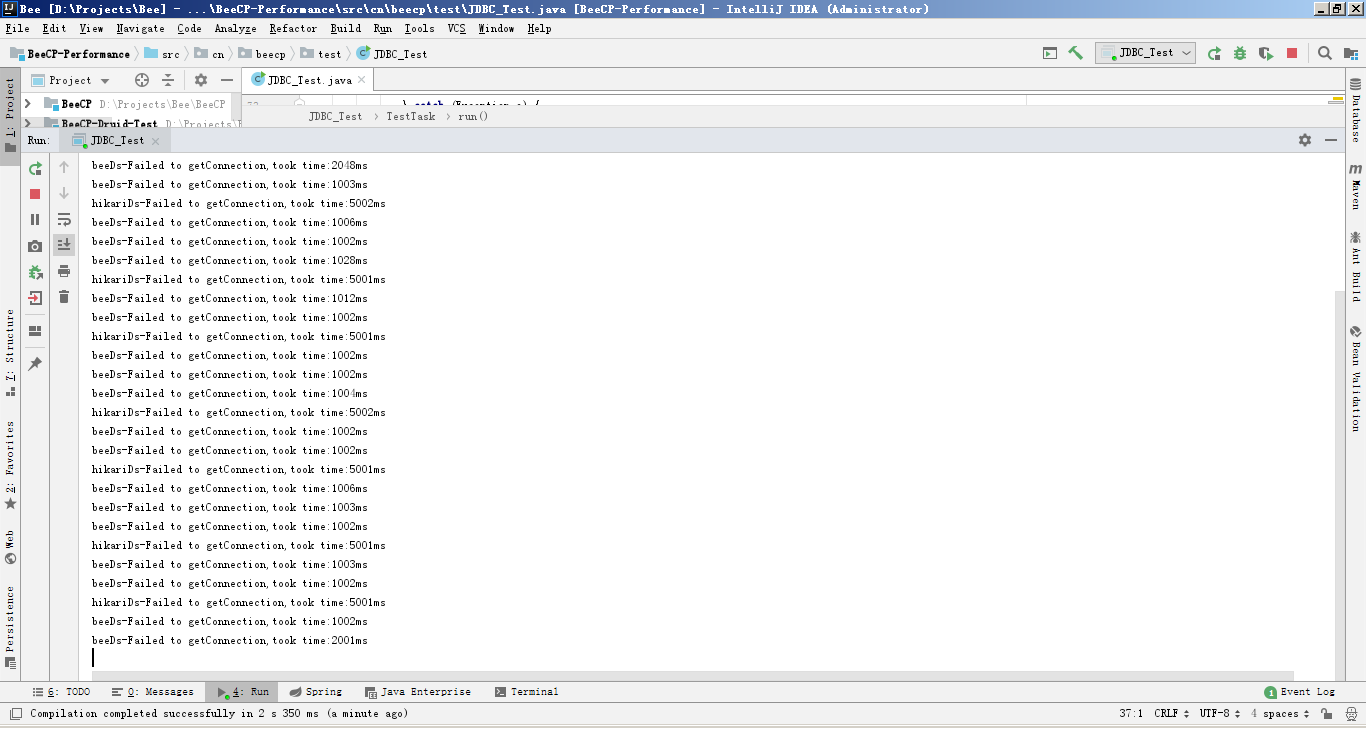 Bee [D:\Projects\Bee] - ...\BeeCP-Performance\src\cn\beecp\test\JDBC_Test.java [BeeCP-Performance] - IntelliJ IDEA (Administrator)
File Edit View Navigate Code Analyze Refactor Build Run Tools VCS Window Help
BeeCP-Performance src cn beecp test JDBC_Test
JDBC_Test
Project
JDBC_Test.java
BeeCP D:\Projects\Bee\BeeCP
} catch (Exception e) {
BeeCP-Druid-Test D:\Projects\
JDBC_Test > TestTask > run()
Run: JDBC_Test
beeDs-Failed to getConnection,took time:2048ms
beeDs-Failed to getConnection,took time:1003ms
hikariDs-Failed to getConnection,took time:5002ms
beeDs-Failed to getConnection,took time:1006ms
beeDs-Failed to getConnection,took time:1002ms
beeDs-Failed to getConnection,took time:1028ms
hikariDs-Failed to getConnection,took time:5001ms
beeDs-Failed to getConnection,took time:1012ms
beeDs-Failed to getConnection,took time:1002ms
hikariDs-Failed to getConnection,took time:5001ms
beeDs-Failed to getConnection,took time:1002ms
beeDs-Failed to getConnection,took time:1002ms
beeDs-Failed to getConnection,took time:1004ms
hikariDs-Failed to getConnection,took time:5002ms
beeDs-Failed to getConnection,took time:1002ms
beeDs-Failed to getConnection,took time:1002ms
hikariDs-Failed to getConnection,took time:5001ms
beeDs-Failed to getConnection,took time:1006ms
beeDs-Failed to getConnection,took time:1003ms
beeDs-Failed to getConnection,took time:1002ms
hikariDs-Failed to getConnection,took time:5001ms
beeDs-Failed to getConnection,took time:1003ms
beeDs-Failed to getConnection,took time:1002ms
hikariDs-Failed to getConnection,took time:5001ms
beeDs-Failed to getConnection,took time:1002ms
beeDs-Failed to getConnection,took time:2001ms
1: Project
7: Structure
2: Favorites
Web
Persistence
Database
m Maven
Ant Build
Bean Validation
6: TODO 0: Messages 4: Run Spring Java Enterprise Terminal 1 Event Log
Compilation completed successfully in 2 s 350 ms (a minute ago) 37:1 CRLF UTF-8 4 spaces